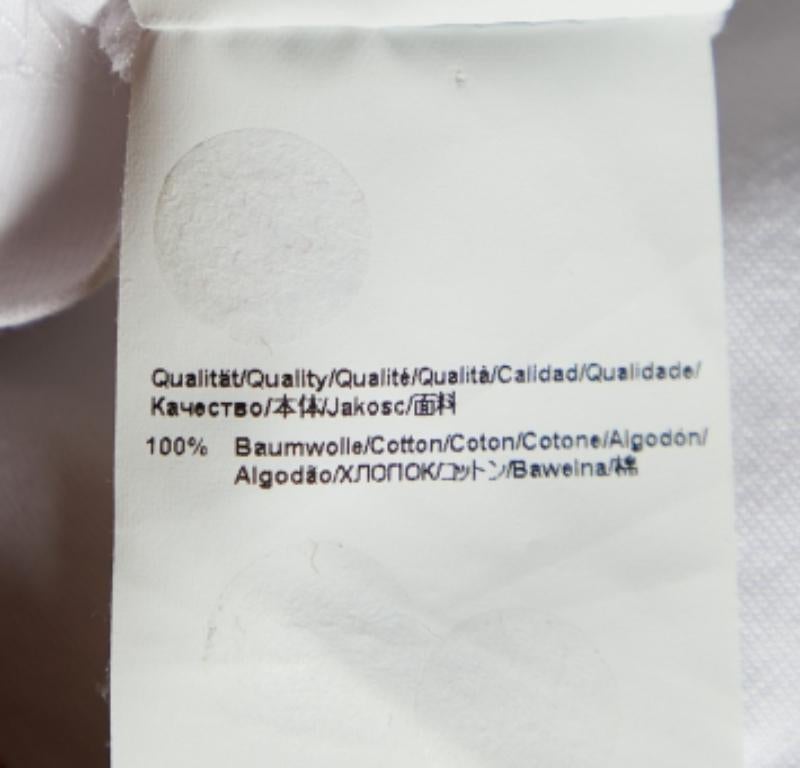 Qualität/Quality/Qualité/Qualità/Calidad/Qualidade/
Качество/本体/Jakosc/面料
100% Baumwolle/Cotton/Coton/Cotone/Algodón/
Algodão/ХЛОПОК/コットン/Bawelna/棉